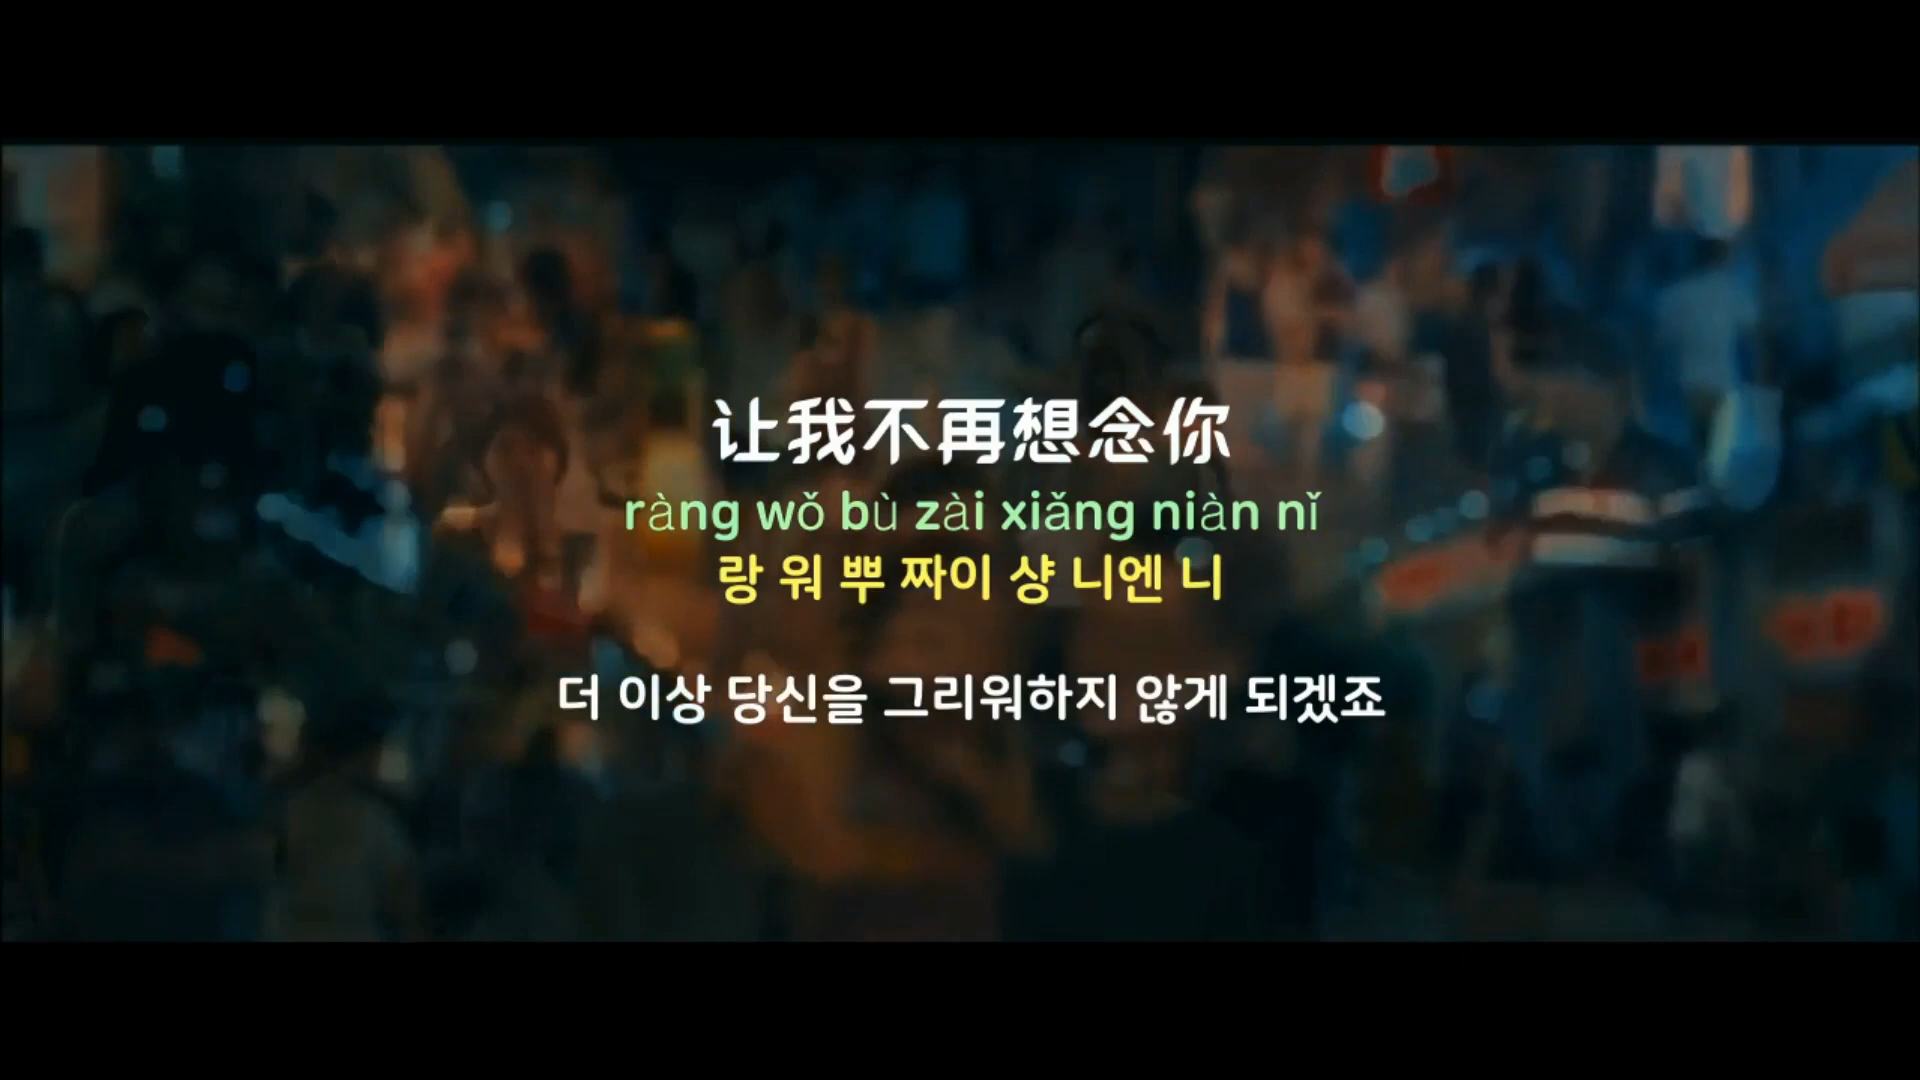 让我不再想念你
ràng wǒ bù zài xiǎng niàn nǐ
랑 워 뿌 짜이 샹 니엔 니
더 이상 당신을 그리워하지 않게 되겠죠